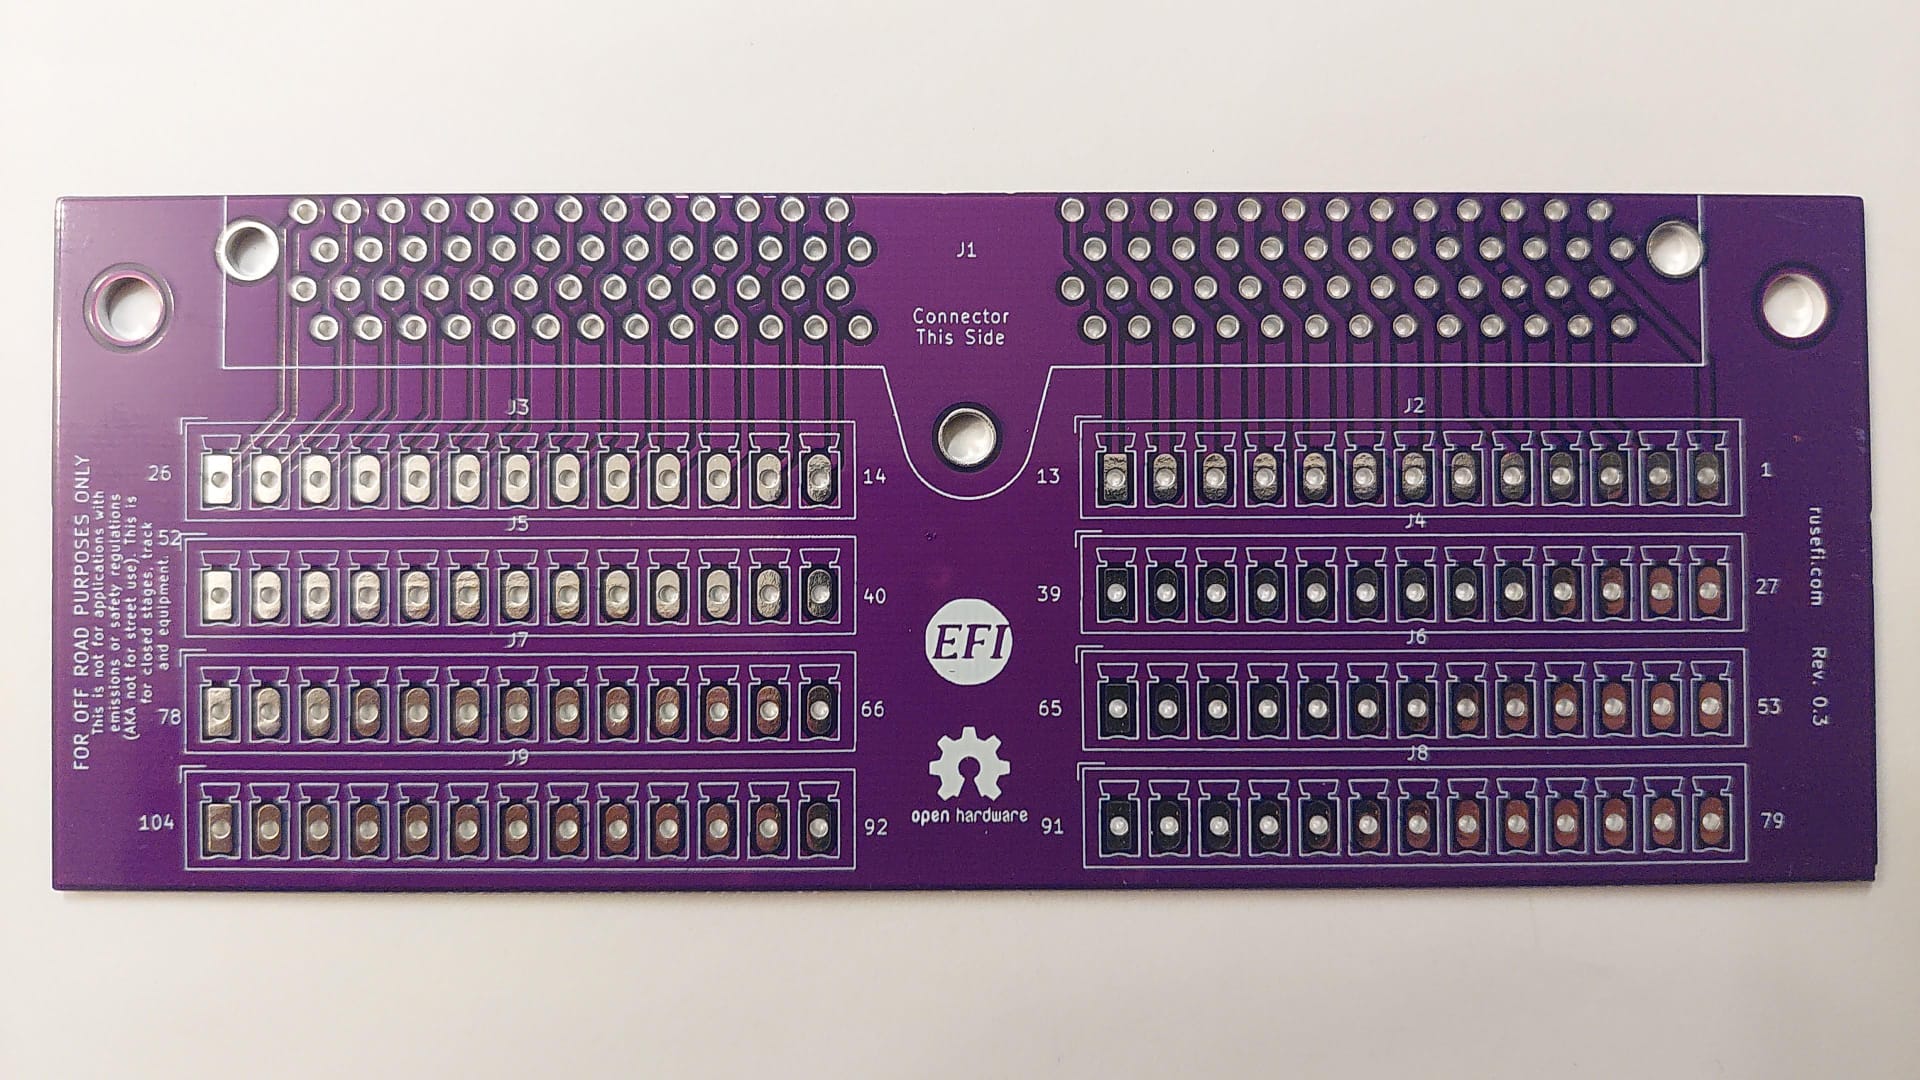 J1
Connector
This Side
J3
J2
26
14
13
1
J5
J4
52
40
39
27
J7
J6
78
66
65
53
J9
J8
104
92
91
79
EFI
open hardware
FOR OFF ROAD PURPOSES ONLY
This is not for applications with
emissions or safety regulations
(AKA not for street use). This is
for closed stages, track
and equipment.
rusefi.com Rev. 0.3